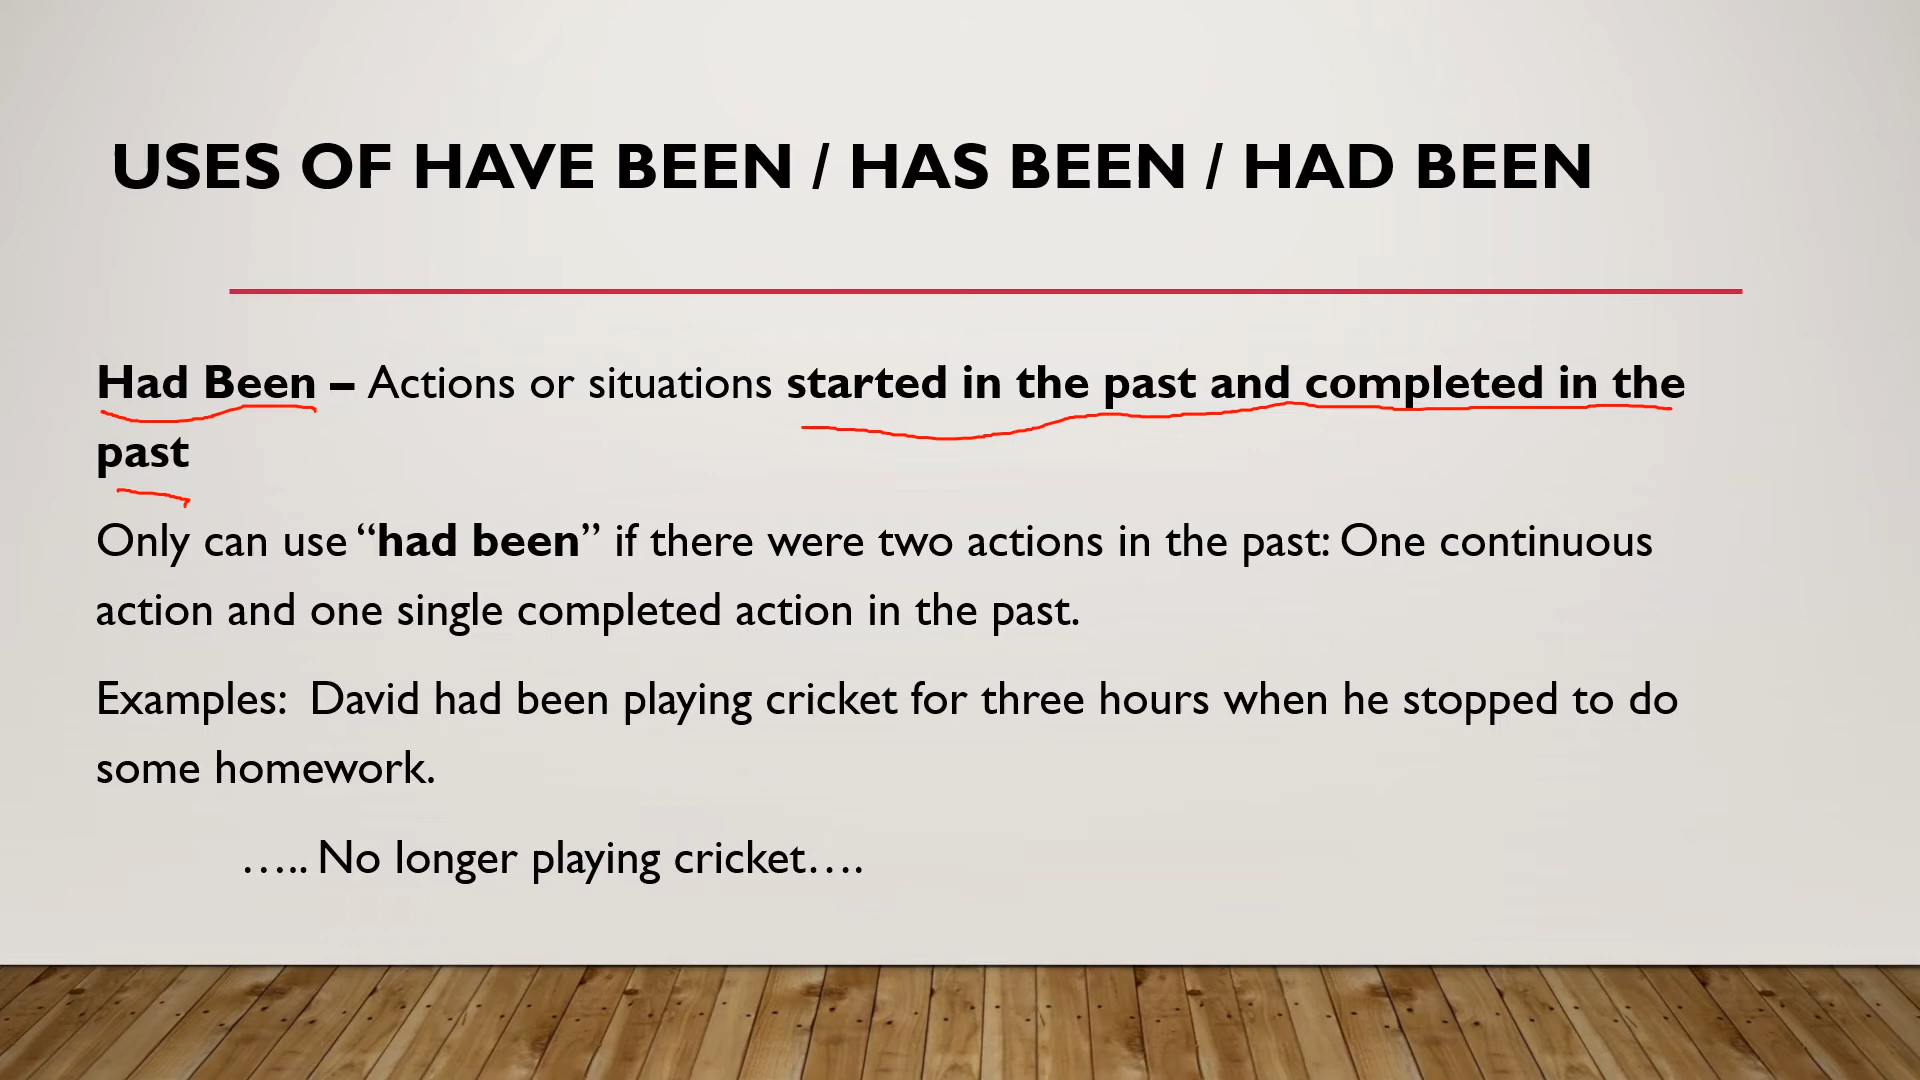 USES OF HAVE BEEN / HAS BEEN / HAD BEEN
Had Been – Actions or situations started in the past and completed in the
past
Only can use “had been” if there were two actions in the past: One continuous
action and one single completed action in the past.
Examples:  David had been playing cricket for three hours when he stopped to do
some homework.
….. No longer playing cricket….